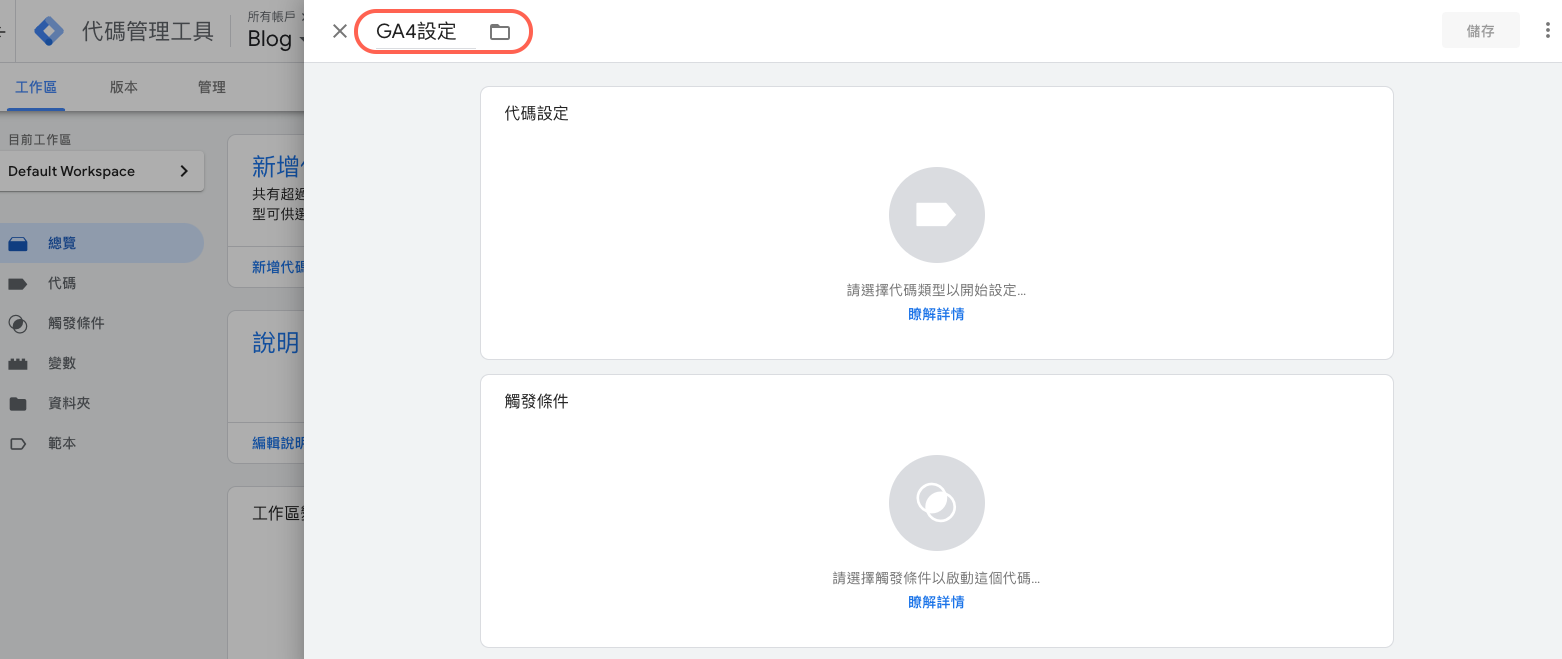 代碼管理工具
所有帳戶
Blog
GA4設定
儲存
工作區
版本
管理
目前工作區
Default Workspace
總覽
代碼
觸發條件
變數
資料夾
範本
新增
共有超過
型可供選
新增代碼
說明
編輯說明
工作區
代碼設定
請選擇代碼類型以開始設定...
瞭解詳情
觸發條件
請選擇觸發條件以啟動這個代碼...
瞭解詳情